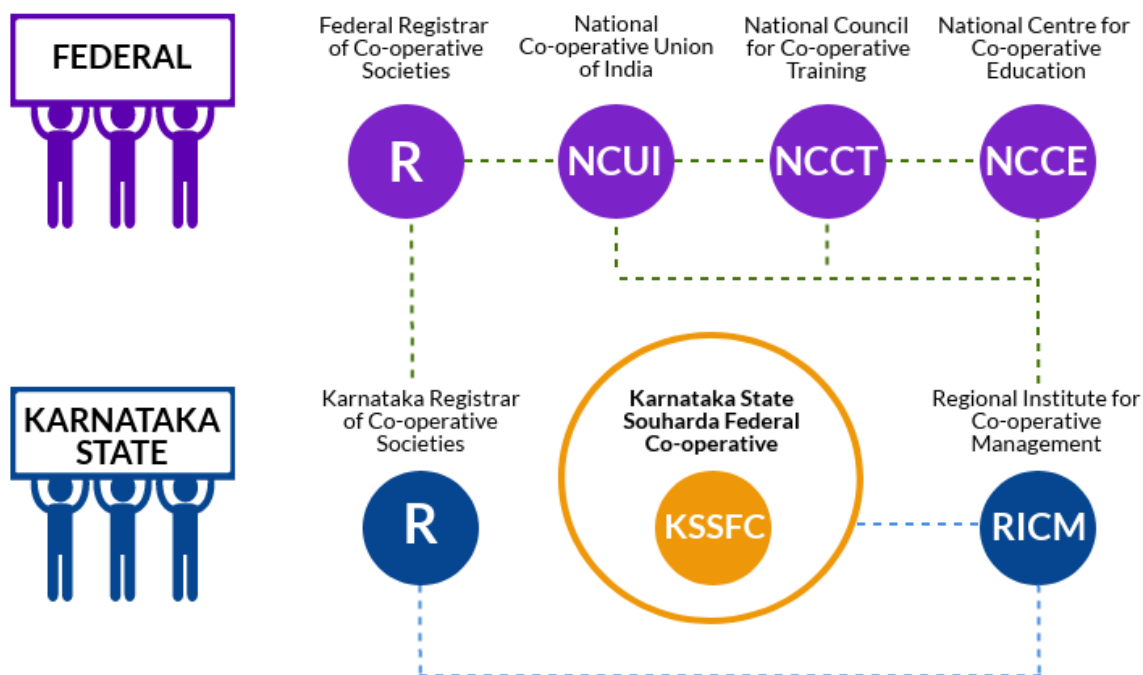 FEDERAL
Federal Registrar
of Co-operative
Societies
National
Co-operative Union
of India
National Council
for Co-operative
Training
National Centre for
Co-operative
Education
R
NCUI
NCCT
NCCE
KARNATAKA
STATE
Karnataka Registrar
of Co-operative
Societies
Karnataka State
Souharda Federal
Co-operative
Regional Institute for
Co-operative
Management
R
KSSFC
RICM